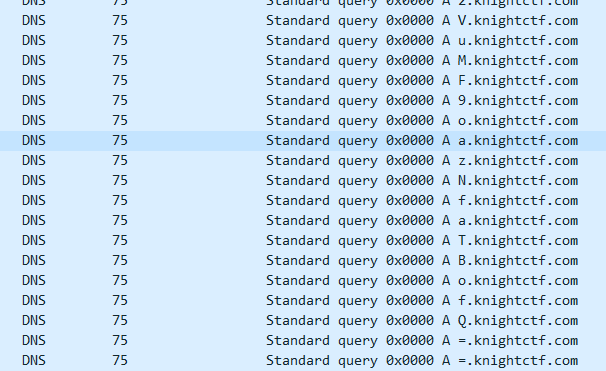 DNS 75 Standard query 0x0000 A 2.knightctf.com
DNS 75 Standard query 0x0000 A V.knightctf.com
DNS 75 Standard query 0x0000 A u.knightctf.com
DNS 75 Standard query 0x0000 A M.knightctf.com
DNS 75 Standard query 0x0000 A F.knightctf.com
DNS 75 Standard query 0x0000 A 9.knightctf.com
DNS 75 Standard query 0x0000 A o.knightctf.com
DNS 75 Standard query 0x0000 A a.knightctf.com
DNS 75 Standard query 0x0000 A z.knightctf.com
DNS 75 Standard query 0x0000 A N.knightctf.com
DNS 75 Standard query 0x0000 A f.knightctf.com
DNS 75 Standard query 0x0000 A a.knightctf.com
DNS 75 Standard query 0x0000 A T.knightctf.com
DNS 75 Standard query 0x0000 A B.knightctf.com
DNS 75 Standard query 0x0000 A o.knightctf.com
DNS 75 Standard query 0x0000 A f.knightctf.com
DNS 75 Standard query 0x0000 A Q.knightctf.com
DNS 75 Standard query 0x0000 A =.knightctf.com
DNS 75 Standard query 0x0000 A =.knightctf.com